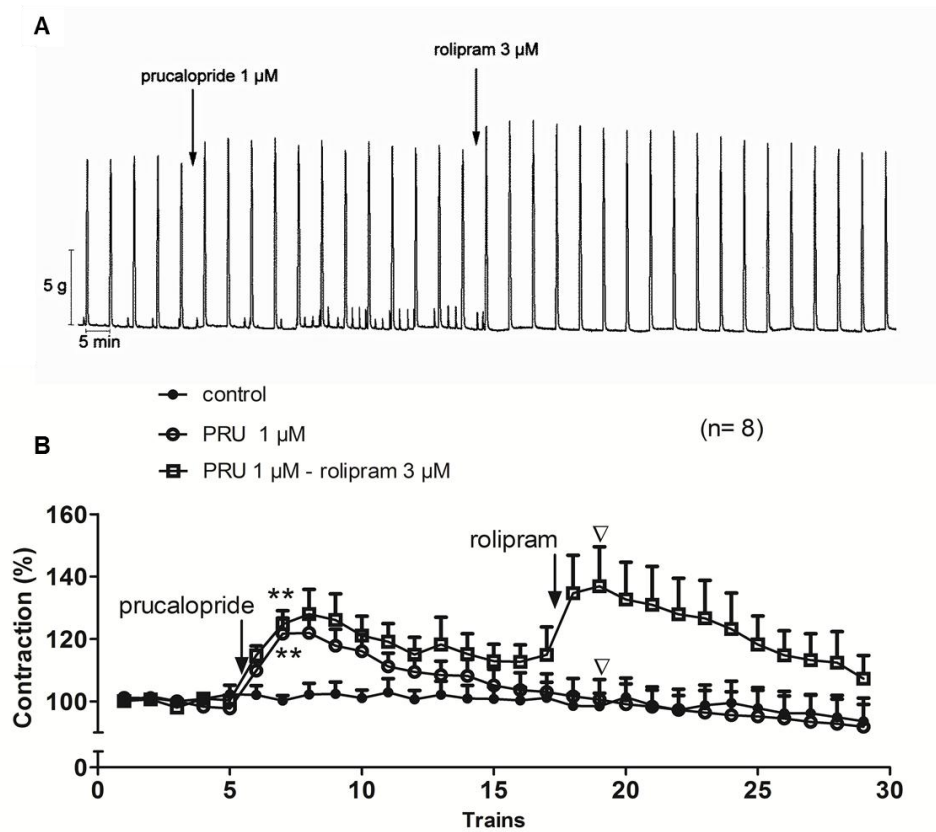 A
rolipram 3 µM
prucalopride 1 µM
5 g
5 min
control
PRU 1 µM
(n= 8)
B
PRU 1 µM - rolipram 3 µM
160
rolipram
140
**
prucalopride
120
**
100
Contraction (%)
0
0 5 10 15 20 25 30
Trains